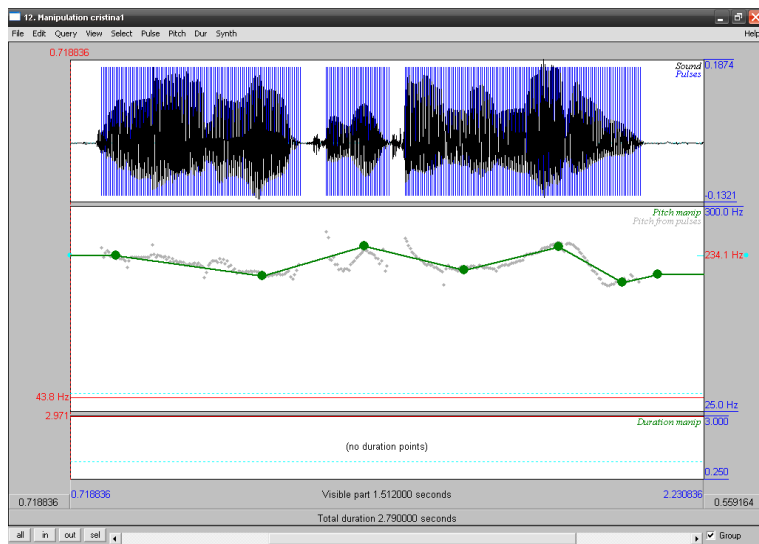 12. Manipulation cristina1
File Edit Query View Select Pulse Pitch Dur Synth Help
0.718836
Sound
Pulses
0.1874
-0.1321
Pitch manip
Pitch from pulses
300.0 Hz
234.1 Hz
43.8 Hz
25.0 Hz
2.971
Duration manip
3.000
(no duration points)
0.250
0.718836 Visible part 1.512000 seconds 2.230836
0.718836 0.559164
Total duration 2.790000 seconds
all in out sel Group